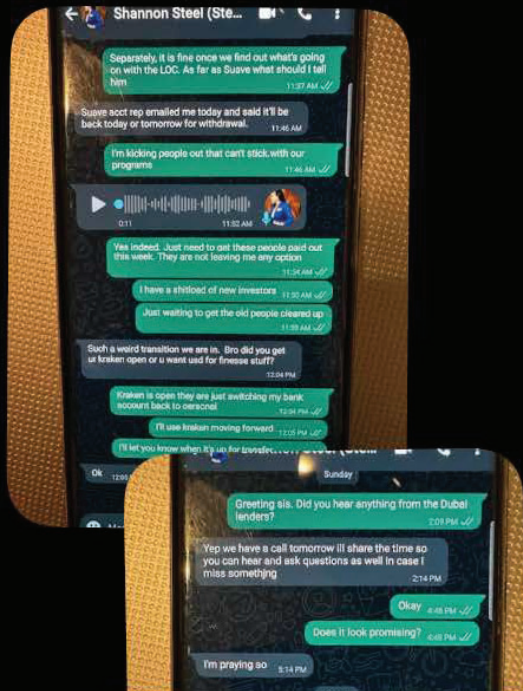 Shannon Steel (Ste...
Separately, it is fine once we find out what's going
on with the LOC. As far as Suave what should I tell
him
11:37 AM
Suave acct rep emailed me today and said it'll be
back today or tomorrow for withdrawal.
11:46 AM
I'm kicking people out that can't stick with our
programs
11:46 AM
0:11
11:52 AM
Yes indeed. Just need to get these people paid out
this week. They are not leaving me any option
11:54 AM
I have a shitload of new investors
Just waiting to get the old people cleared up
Such a weird transition we are in. Bro did you get
ur kraken open or u want usd for finesse stuff?
12:04 PM
Kraken is open they are just switching my bank
account back to personal
12:04 PM
I'll use kraken moving forward 12:05 PM
I'll let you know when it's up for
Ok
Sunday
Greeting sis. Did you hear anything from the Dubai
lenders?
2:09 PM
Yep we have a call tomorrow ill share the time so
you can hear and ask questions as well in case i
miss something
2:14 PM
Okay 4:48 PM
Does it look promising? 4:48 PM
I'm praying so 5:14 PM